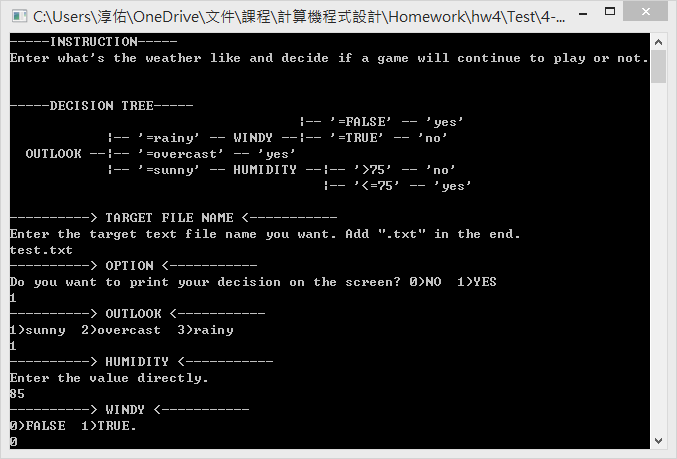 C:\Users\淳佑\OneDrive\文件\課程\計算機程式設計\Homework\hw4\Test\4-...
-----INSTRUCTION-----
Enter what's the weather like and decide if a game will continue to play or not.
-----DECISION TREE-----
|-- '=FALSE' -- 'yes'
|-- '=rainy' -- WINDY --|-- '=TRUE' -- 'no'
OUTLOOK --|-- '=overcast' -- 'yes'
|-- '=sunny' -- HUMIDITY --|-- '>75' -- 'no'
|-- '<=75' -- 'yes'
----------> TARGET FILE NAME <-----------
Enter the target text file name you want. Add ".txt" in the end.
test.txt
----------> OPTION <-----------
Do you want to print your decision on the screen? 0)NO  1)YES
1
----------> OUTLOOK <-----------
1)sunny  2)overcast  3)rainy
1
----------> HUMIDITY <-----------
Enter the value directly.
85
----------> WINDY <-----------
0)FALSE  1)TRUE.
0